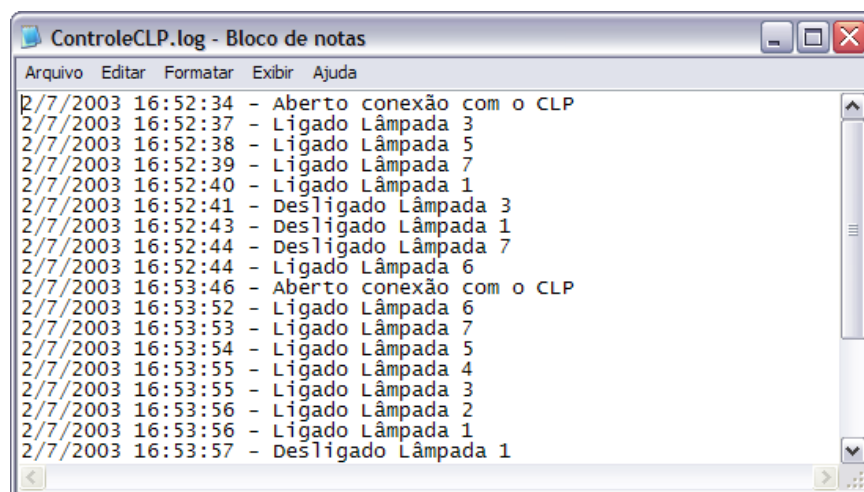 ControleCLP.log - Bloco de notas
Arquivo Editar Formatar Exibir Ajuda
2/7/2003 16:52:34 - Aberto conexão com o CLP
2/7/2003 16:52:37 - Ligado Lâmpada 3
2/7/2003 16:52:38 - Ligado Lâmpada 5
2/7/2003 16:52:39 - Ligado Lâmpada 7
2/7/2003 16:52:40 - Ligado Lâmpada 1
2/7/2003 16:52:41 - Desligado Lâmpada 3
2/7/2003 16:52:43 - Desligado Lâmpada 1
2/7/2003 16:52:44 - Desligado Lâmpada 7
2/7/2003 16:52:44 - Ligado Lâmpada 6
2/7/2003 16:53:46 - Aberto conexão com o CLP
2/7/2003 16:53:52 - Ligado Lâmpada 6
2/7/2003 16:53:53 - Ligado Lâmpada 7
2/7/2003 16:53:54 - Ligado Lâmpada 5
2/7/2003 16:53:55 - Ligado Lâmpada 4
2/7/2003 16:53:55 - Ligado Lâmpada 3
2/7/2003 16:53:56 - Ligado Lâmpada 2
2/7/2003 16:53:56 - Ligado Lâmpada 1
2/7/2003 16:53:57 - Desligado Lâmpada 1